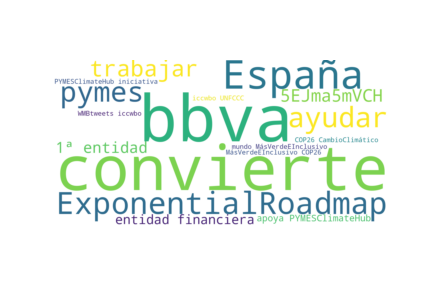 trabajar
España
PYMESClimateHub iniciativa
pymes
iccwbo UNFCCC
5EJma5mVCH
WMBtweets iccwbo
bbva
ayudar
COP26 CambioClimático
1ª entidad
mundo MásVerdeEInclusivo
MásVerdeEInclusivo COP26
convierte
ExponentialRoadmap
entidad financiera
apoya PYMESClimateHub